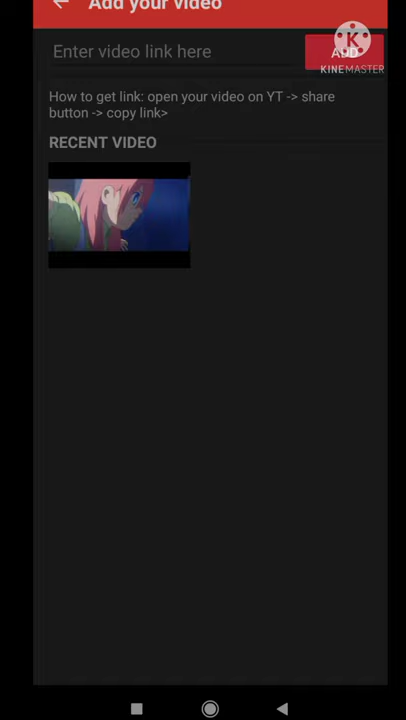 Add your video
Enter video link here
ADD
KINEMASTER
How to get link: open your video on YT -> share
button -> copy link>
RECENT VIDEO